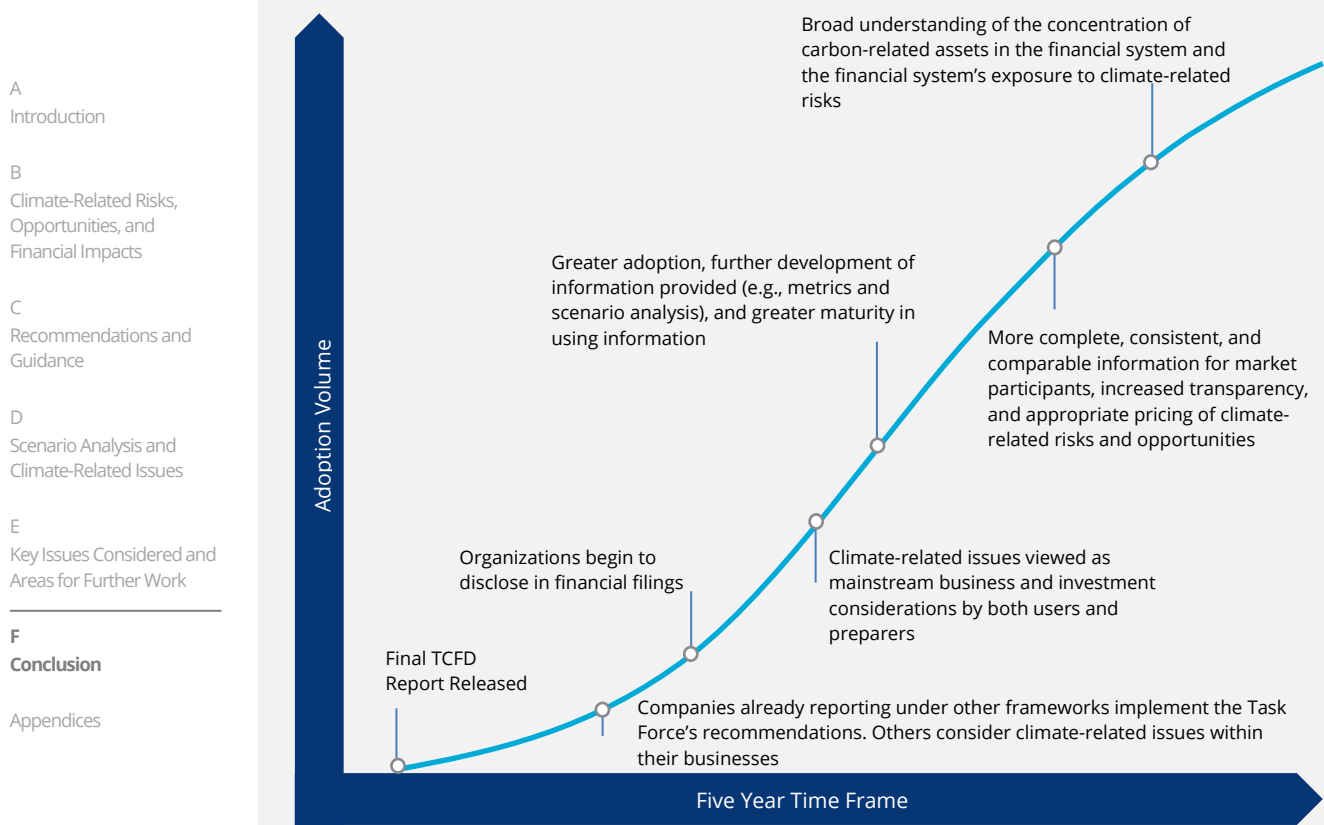 A
Introduction
B
Climate-Related Risks,
Opportunities, and
Financial Impacts
C
Recommendations and
Guidance
D
Scenario Analysis and
Climate-Related Issues
E
Key Issues Considered and
Areas for Further Work
F
Conclusion
Appendices
Broad understanding of the concentration of
carbon-related assets in the financial system and
the financial system's exposure to climate-related
risks
Greater adoption, further development of
information provided (e.g., metrics and
scenario analysis), and greater maturity in
using information
More complete, consistent, and
comparable information for market
participants, increased transparency,
and appropriate pricing of climate-
related risks and opportunities
Adoption Volume
Organizations begin to
disclose in financial filings
Climate-related issues viewed as
mainstream business and investment
considerations by both users and
preparers
Final TCFD
Report Released
Companies already reporting under other frameworks implement the Task
Force's recommendations. Others consider climate-related issues within
their businesses
Five Year Time Frame